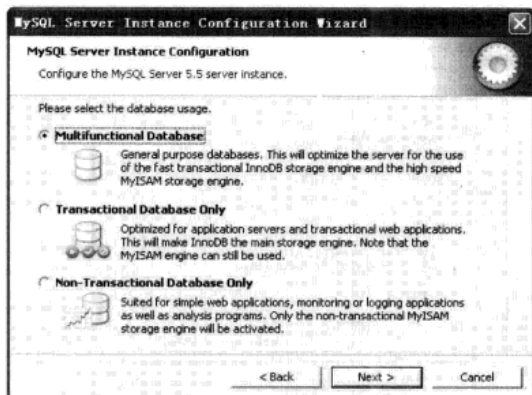 MySQL Server Instance Configuration Wizard
MySQL Server Instance Configuration
Configure the MySQL Server 5.5 server instance.
Please select the database usage.
Multifunctional Database
General purpose databases. This will optimize the server for the use
of the fast transactional InnoDB storage engine and the high speed
MyISAM storage engine.
Transactional Database Only
Optimized for application servers and transactional web applications.
This will make InnoDB the main storage engine. Note that the
MyISAM engine can still be used.
Non-Transactional Database Only
Suited for simple web applications, monitoring or logging applications
as well as analysis programs. Only the non-transactional MyISAM
storage engine will be activated.
< Back
Next >
Cancel